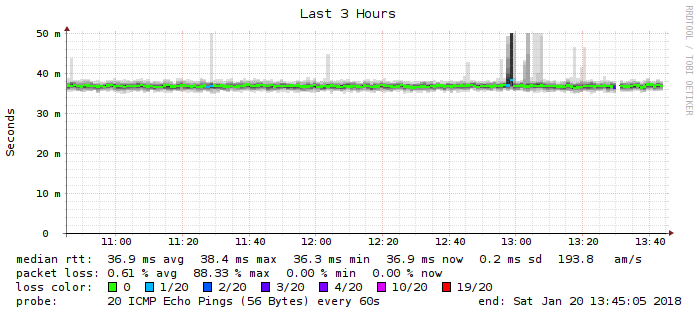 Last 3 Hours
RRDTOOL / TOBI OETIKER
Seconds
50 m
40 m
30 m
20 m
10 m
0
11:00 11:20 11:40 12:00 12:20 12:40 13:00 13:20 13:40
median rtt: 36.9 ms avg 38.4 ms max 36.3 ms min 36.9 ms now 0.2 ms sd 193.8 am/s
packet loss: 0.61 % avg 88.33 % max 0.00 % min 0.00 % now
loss color: 0 1/20 2/20 3/20 4/20 10/20 19/20
probe: 20 ICMP Echo Pings (56 Bytes) every 60s end: Sat Jan 20 13:45:05 2018